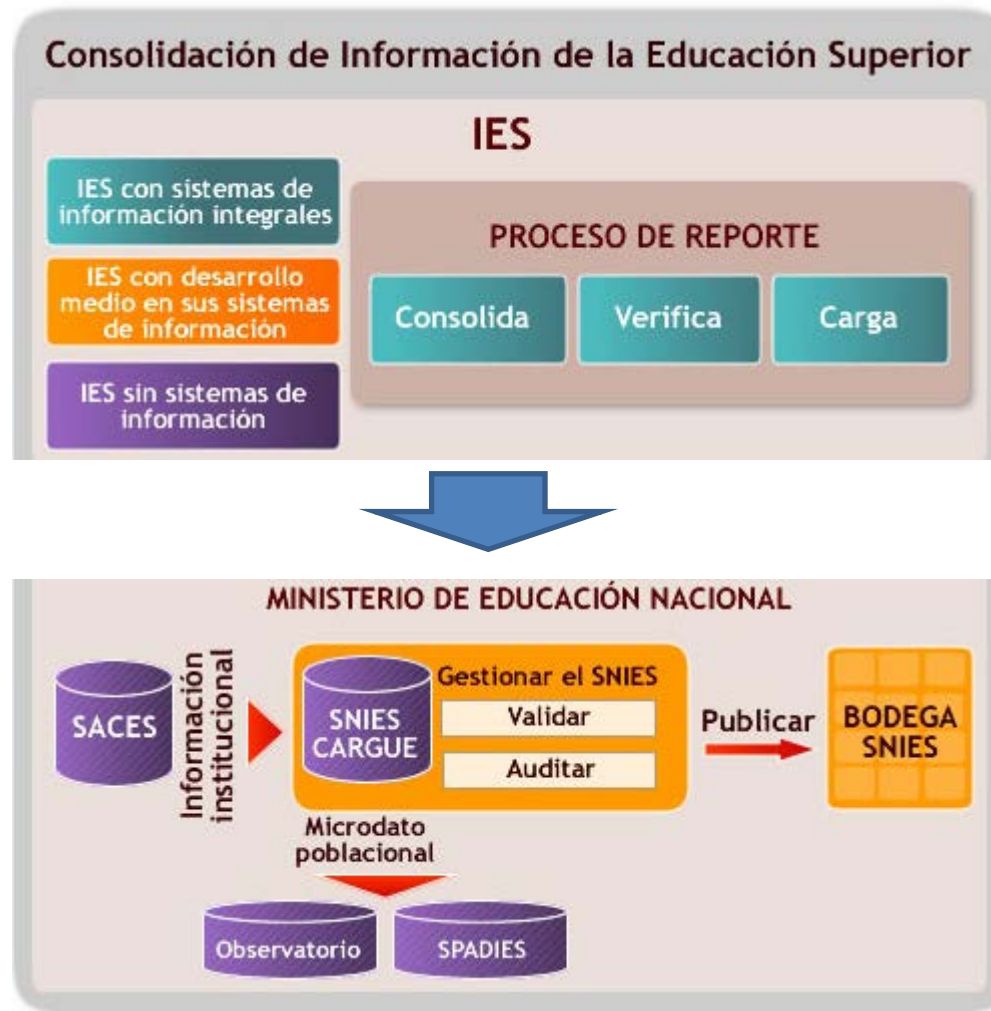 Consolidación de Información de la Educación Superior
IES
IES con sistemas de
información integrales
IES con desarrollo
medio en sus sistemas
de información
IES sin sistemas de
información
PROCESO DE REPORTE
Consolida
Verifica
Carga
MINISTERIO DE EDUCACIÓN NACIONAL
SACES
Información
institucional
SNIES
CARGUE
Gestionar el SNIES
Validar
Auditar
Publicar
BODEGA
SNIES
Microdato
poblacional
Observatorio
SPADIES